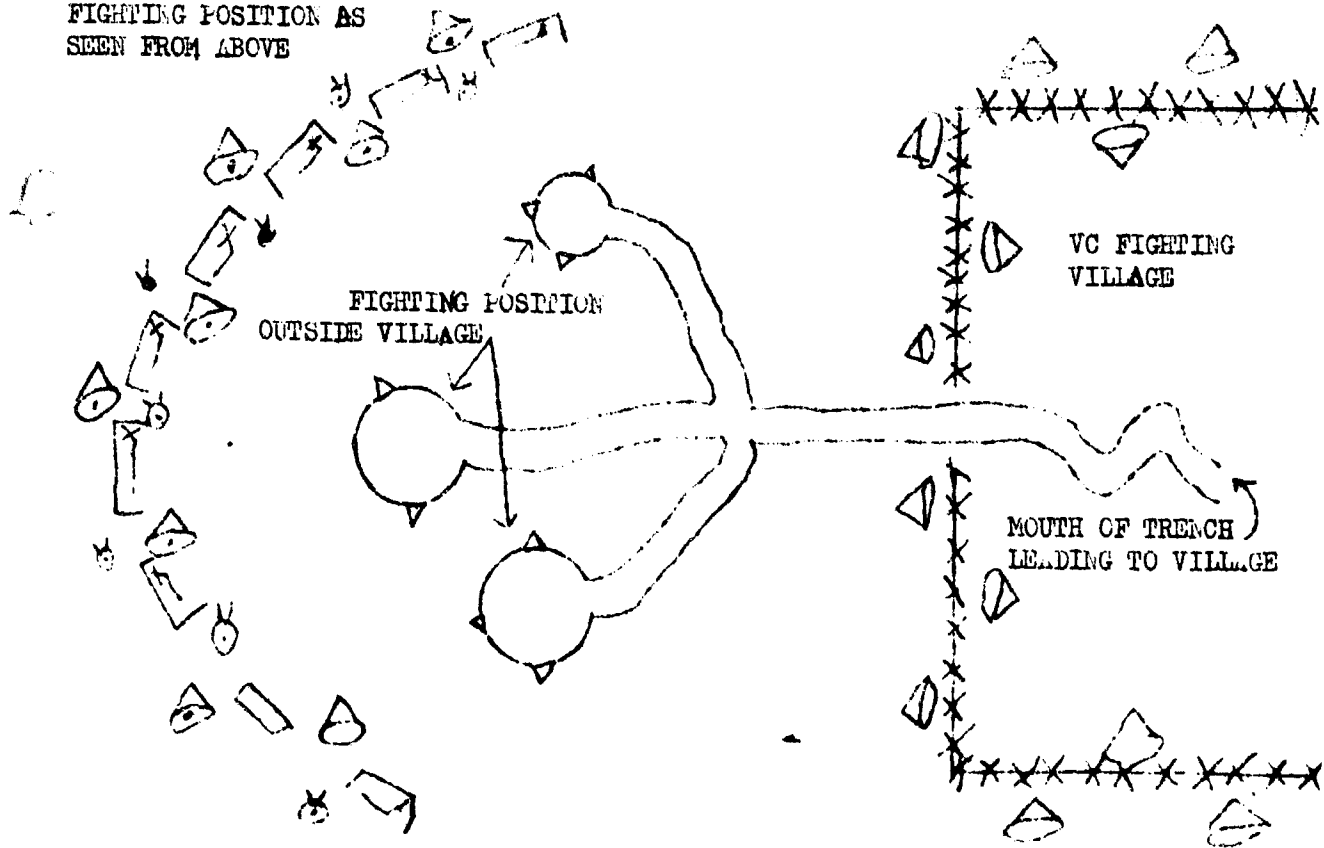 FIGHTING POSITION AS
SEEN FROM ABOVE
VC FIGHTING
VILLAGE
FIGHTING POSITION
OUTSIDE VILLAGE
MOUTH OF TRENCH
LEADING TO VILLAGE